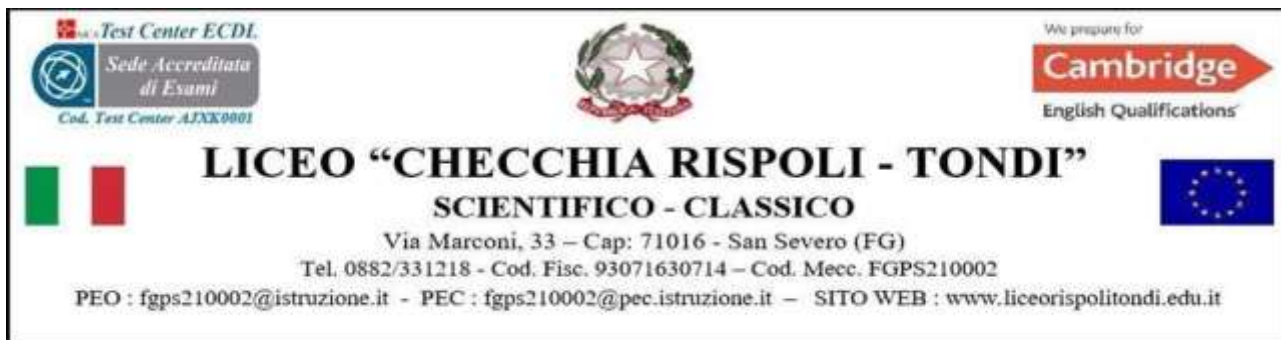 Test Center ECDL
Sede Accreditata
di Esami
Cod. Test Center AJXK0001
We prepare for
Cambridge
English Qualifications
LICEO “CHECCHIA RISPOLI - TONDI”
SCIENTIFICO - CLASSICO
Via Marconi, 33 – Cap: 71016 - San Severo (FG)
Tel. 0882/331218 - Cod. Fisc. 93071630714 – Cod. Mecc. FGPS210002
PEO : fgps210002@istruzione.it - PEC : fgps210002@pec.istruzione.it – SITO WEB : www.liceorispolitondi.edu.it